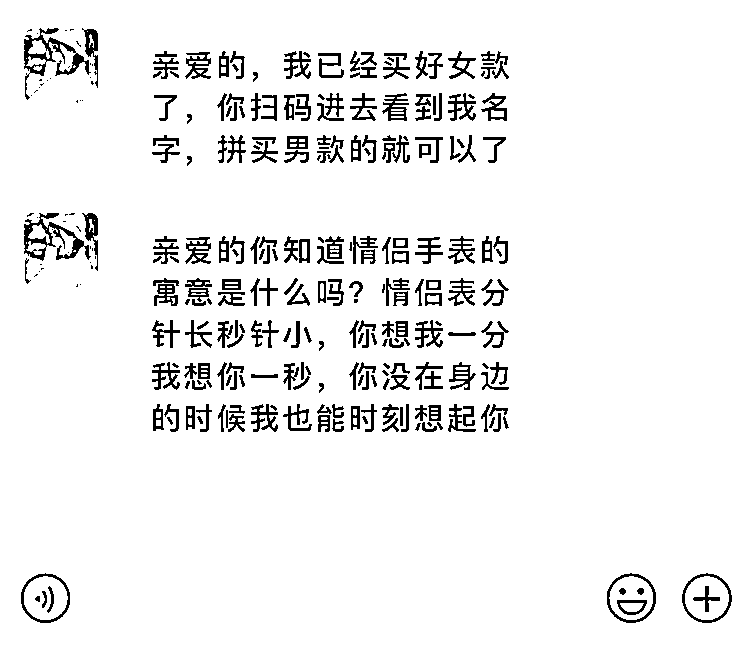 亲爱的，我已经买好女款
了，你扫码进去看到我名
字，拼买男款的就可以了
亲爱的你知道情侣手表的
寓意是什么吗？情侣表分
针长秒针小，你想我一分
我想你一秒，你没在身边
的时候我也能时刻想起你